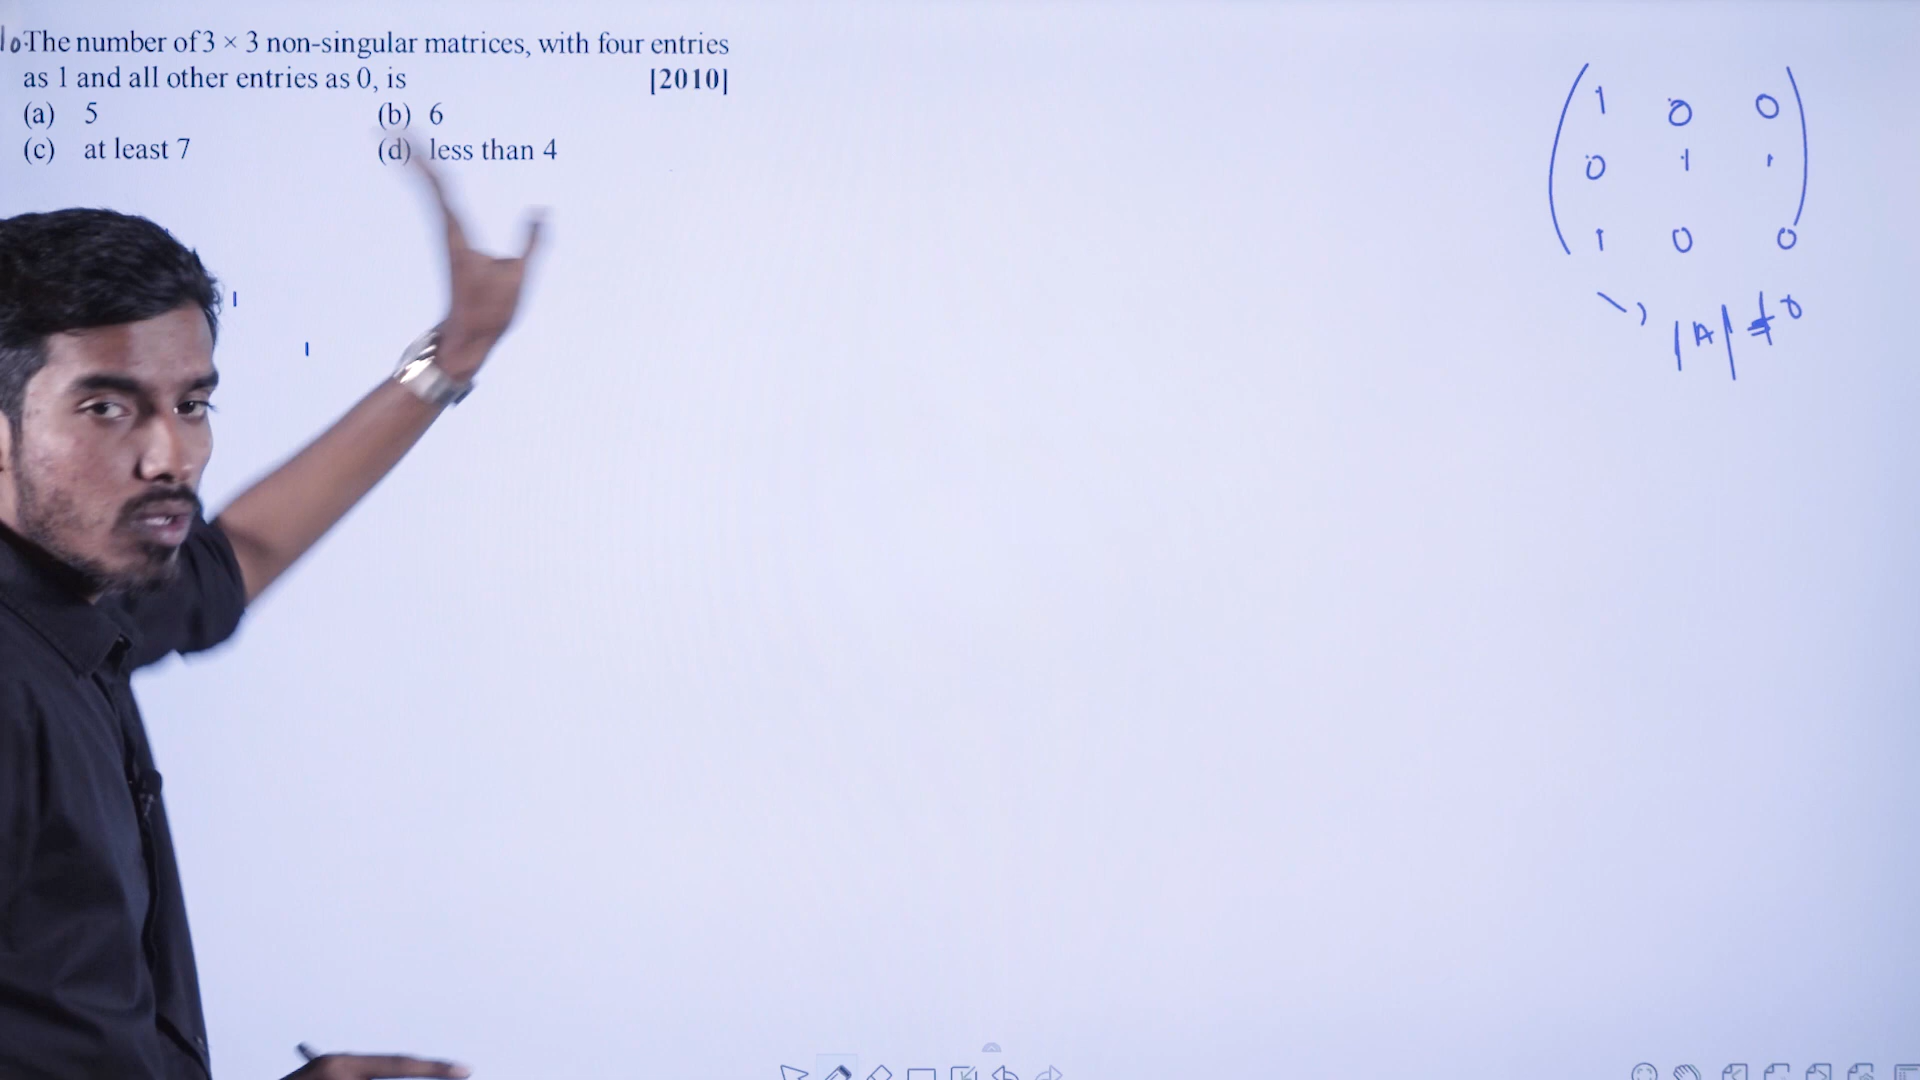 10. The number of 3 × 3 non-singular matrices, with four entries
as 1 and all other entries as 0, is [2010]
(a) 5 (b) 6
(c) at least 7 (d) less than 4
1 0 0
0 1 1
1 0 0
|A| ≠ 0